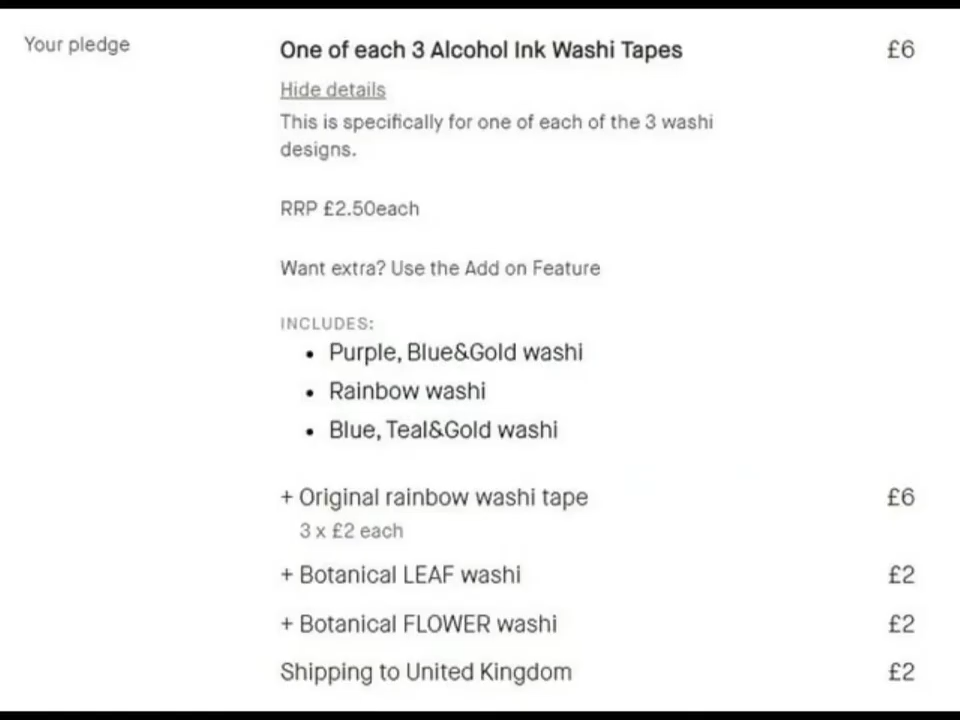 Your pledge
One of each 3 Alcohol Ink Washi Tapes £6
Hide details
This is specifically for one of each of the 3 washi
designs.
RRP £2.50each
Want extra? Use the Add on Feature
INCLUDES:
• Purple, Blue&Gold washi
• Rainbow washi
• Blue, Teal&Gold washi
+ Original rainbow washi tape £6
3 x £2 each
+ Botanical LEAF washi £2
+ Botanical FLOWER washi £2
Shipping to United Kingdom £2